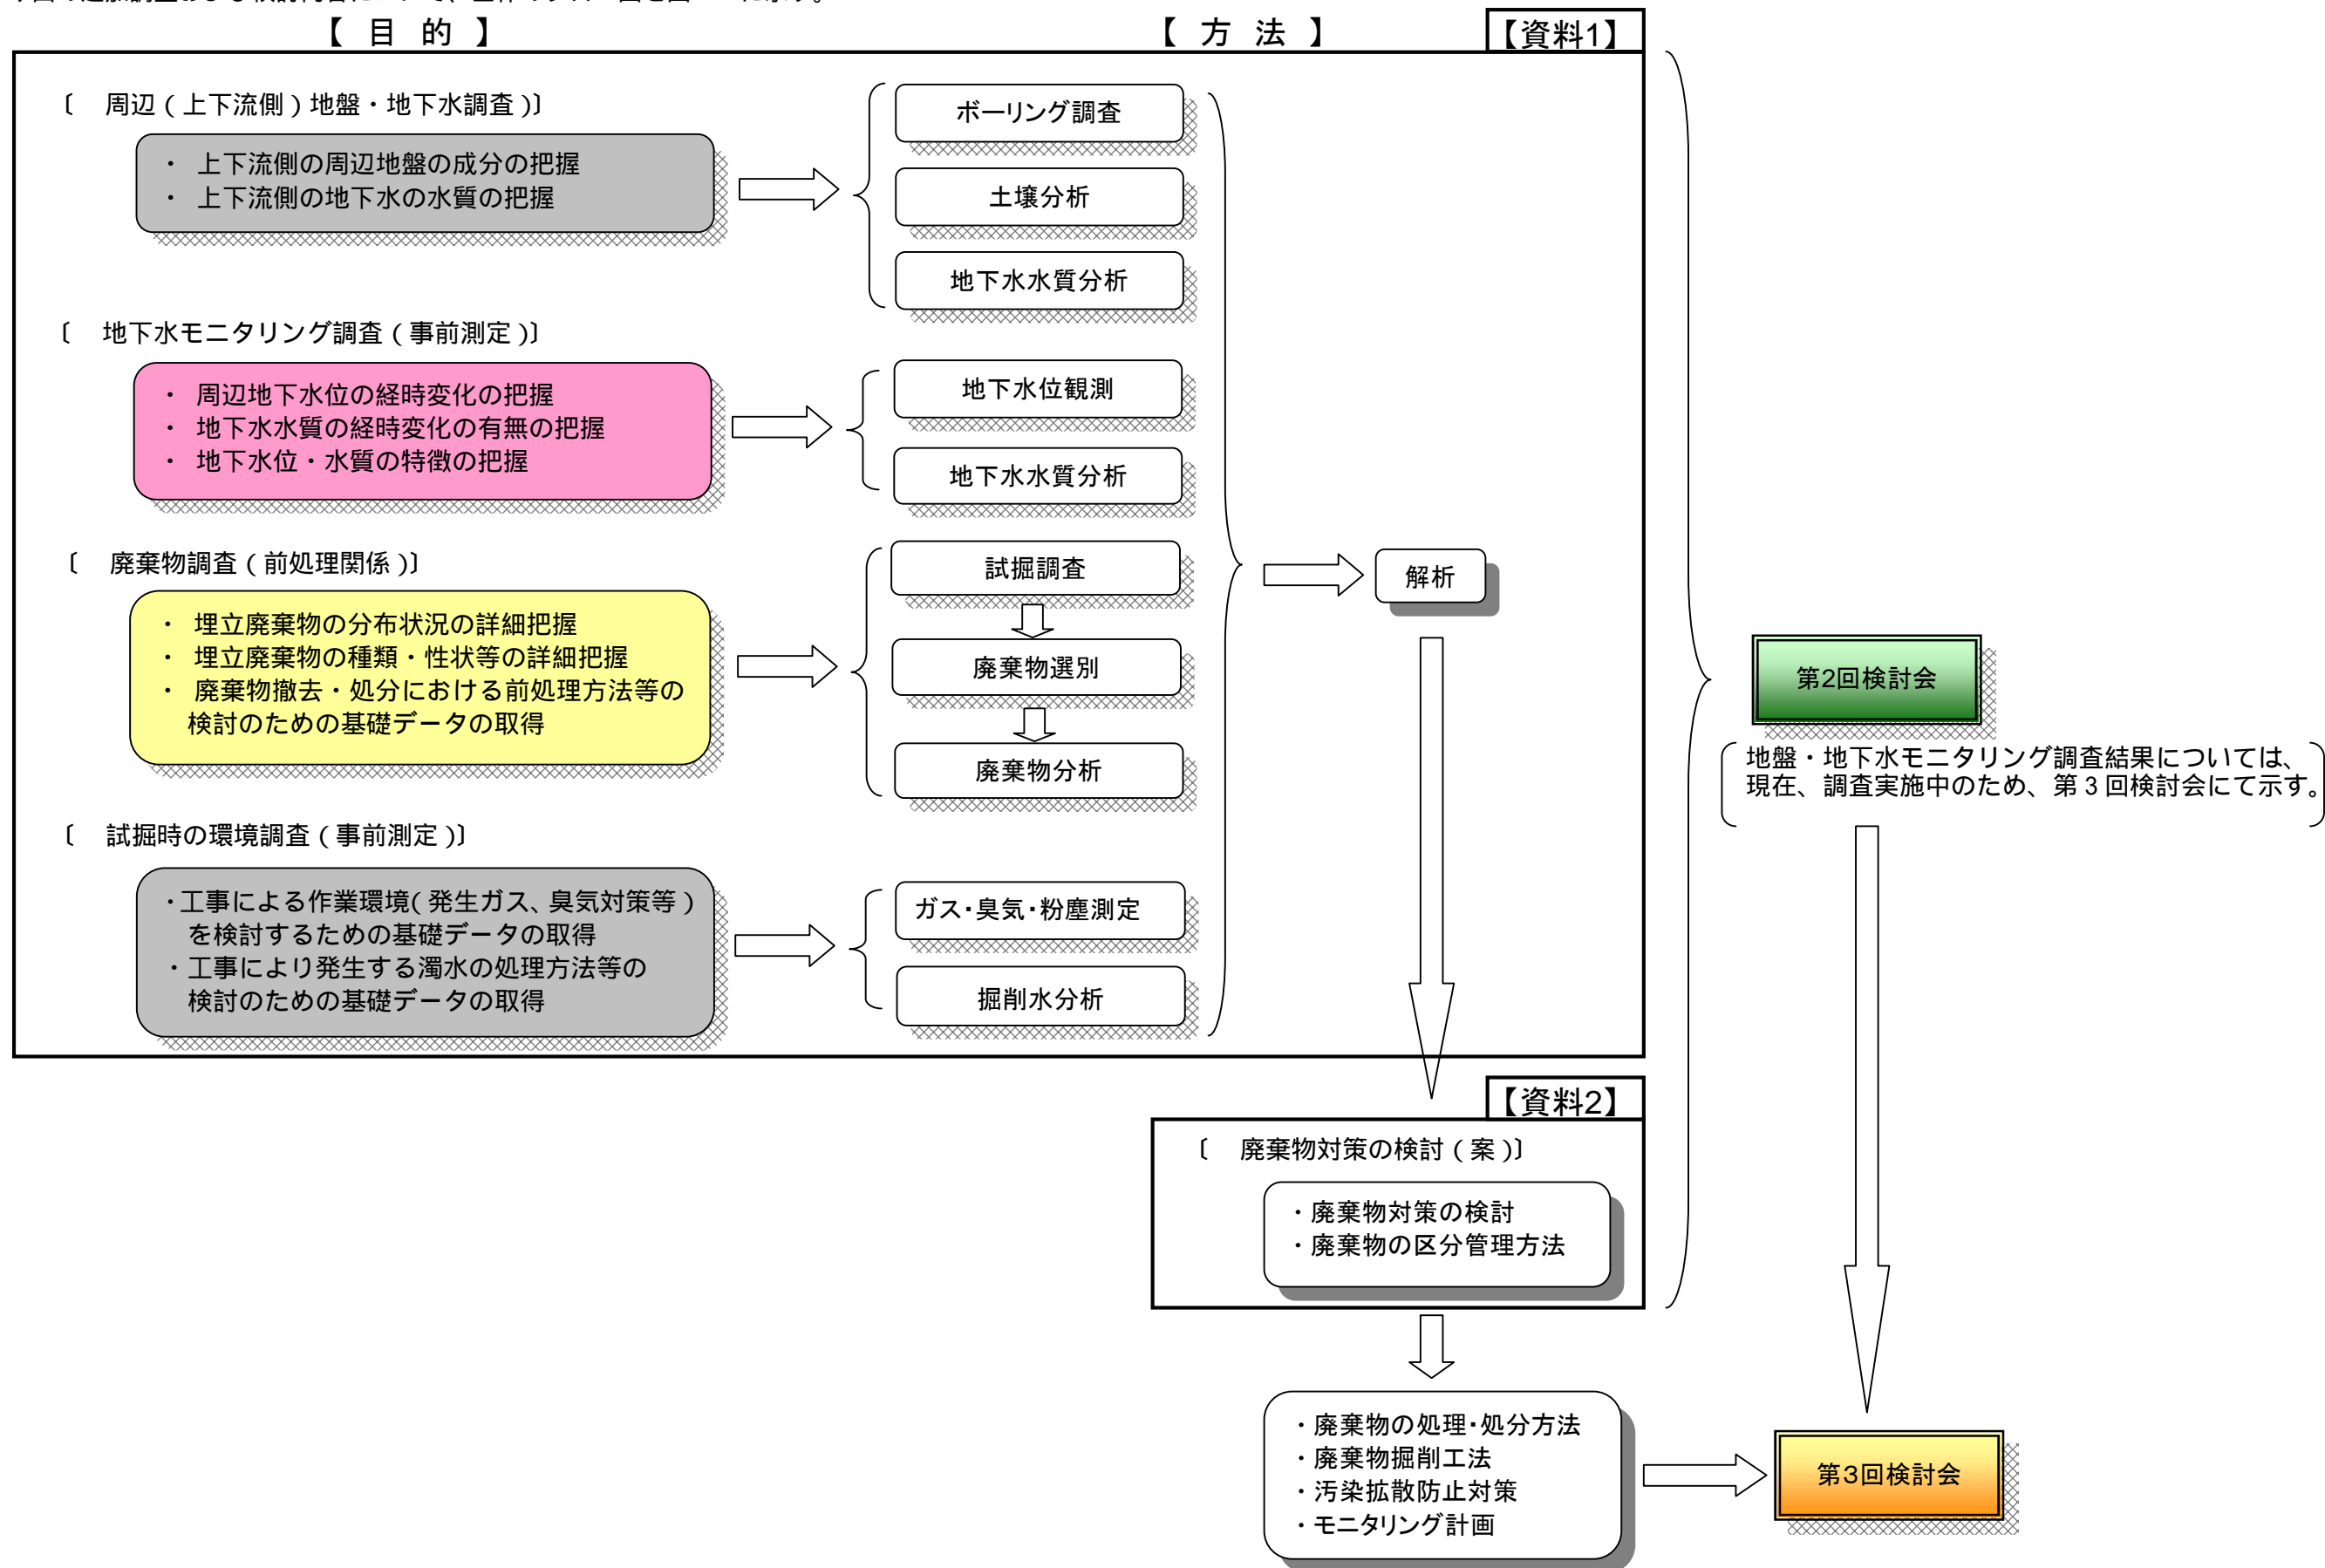 【 目 的 】
【 方 法 】
【資料1】
〔 周辺(上下流側)地盤・地下水調査)〕
・ 上下流側の周辺地盤の成分の把握
・ 上下流側の地下水の水質の把握
ボーリング調査
土壌分析
地下水水質分析
〔 地下水モニタリング調査(事前測定)〕
・ 周辺地下水位の経時変化の把握
・ 地下水水質の経時変化の有無の把握
・ 地下水位・水質の特徴の把握
地下水位観測
地下水水質分析
〔 廃棄物調査(前処理関係)〕
・ 埋立廃棄物の分布状況の詳細把握
・ 埋立廃棄物の種類・性状等の詳細把握
・ 廃棄物撤去・処分における前処理方法等の
検討のための基礎データの取得
試掘調査
廃棄物選別
廃棄物分析
解析
〔 試掘時の環境調査(事前測定)〕
・工事による作業環境(発生ガス、臭気対策等)
を検討するための基礎データの取得
・工事により発生する濁水の処理方法等の
検討のための基礎データの取得
ガス・臭気・粉塵測定
掘削水分析
第2回検討会
地盤・地下水モニタリング調査結果については、
現在、調査実施中のため、第3回検討会にて示す。
【資料2】
〔 廃棄物対策の検討(案)〕
・廃棄物対策の検討
・廃棄物の区分管理方法
・廃棄物の処理・処分方法
・廃棄物掘削工法
・汚染拡散防止対策
・モニタリング計画
第3回検討会